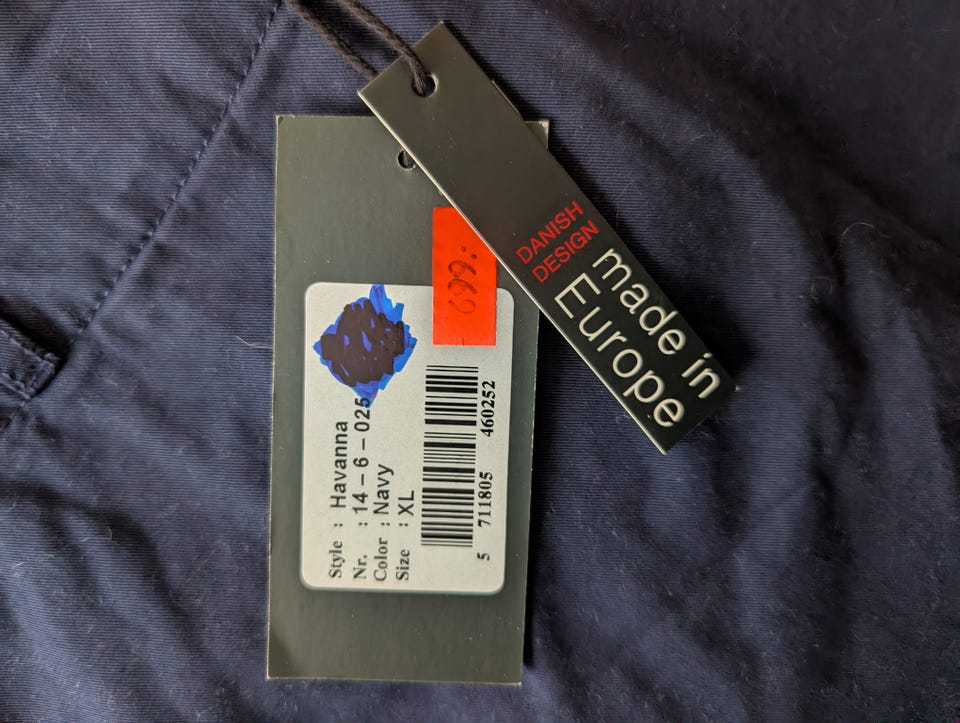 DANISH
DESIGN
made in
Europe
699:-
Style : Havanna
Nr. : 14 – 6 – 025
Color : Navy
Size : XL
5 711805 460252